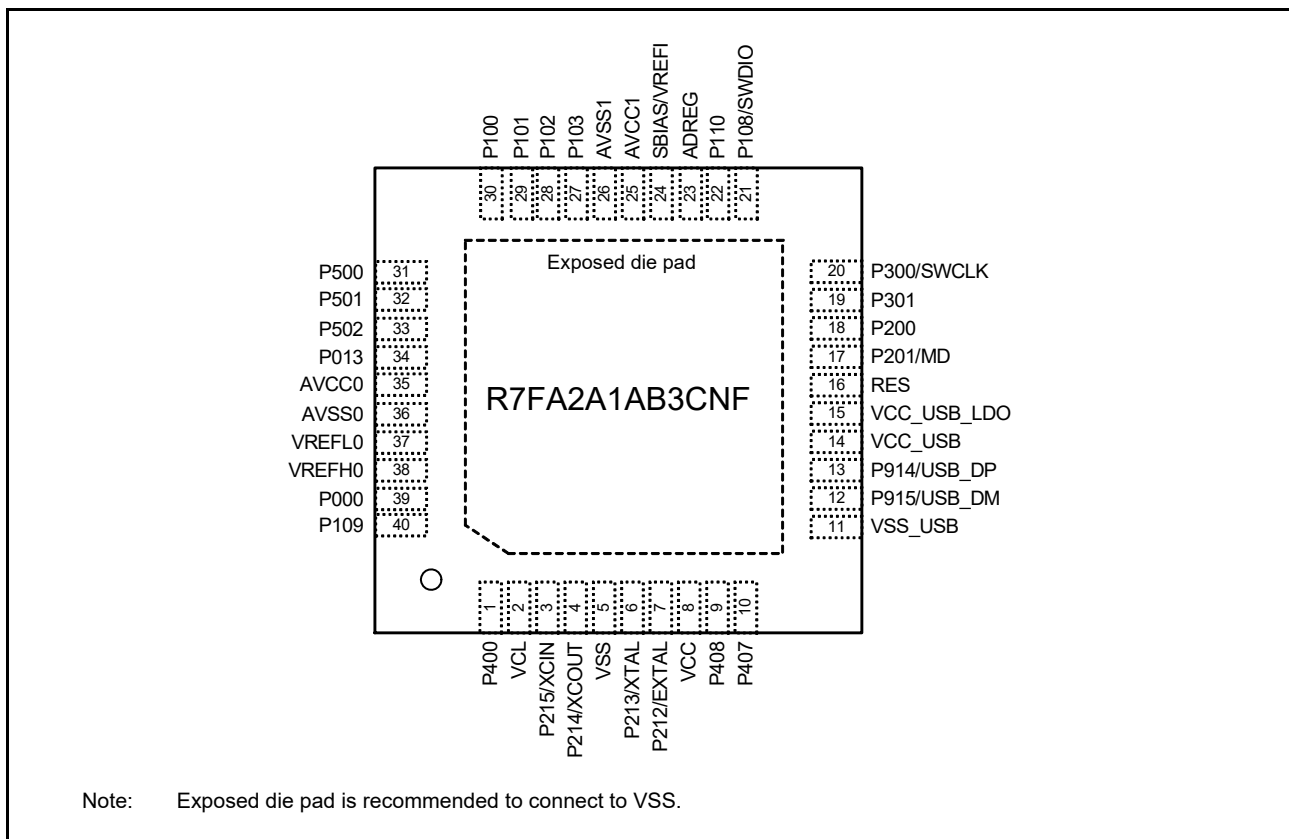 P100
P101
P102
P103
AVSS1
AVCC1
SBIAS/VREFI
ADREG
P110
P108/SWDIO
30
29
28
27
26
25
24
23
22
21
Exposed die pad
P500 31
P501 32
P502 33
P013 34
AVCC0 35
AVSS0 36
VREFL0 37
VREFH0 38
P000 39
P109 40
R7FA2A1AB3CNF
20 P300/SWCLK
19 P301
18 P200
17 P201/MD
16 RES
15 VCC_USB_LDO
14 VCC_USB
13 P914/USB_DP
12 P915/USB_DM
11 VSS_USB
1
2
3
4
5
6
7
8
9
10
P400
VCL
P215/XCIN
P214/XCOUT
VSS
P213/XTAL
P212/EXTAL
VCC
P408
P407
Note: Exposed die pad is recommended to connect to VSS.